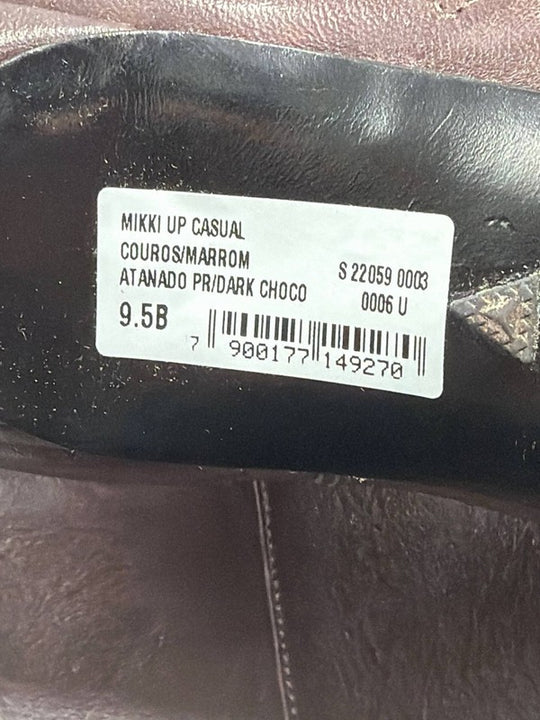 MIKKI UP CASUAL
COUROS/MARROM
ATANADO PR/DARK CHOCO
S 22059 0003
0006 U
9.5B
7 900177 149270